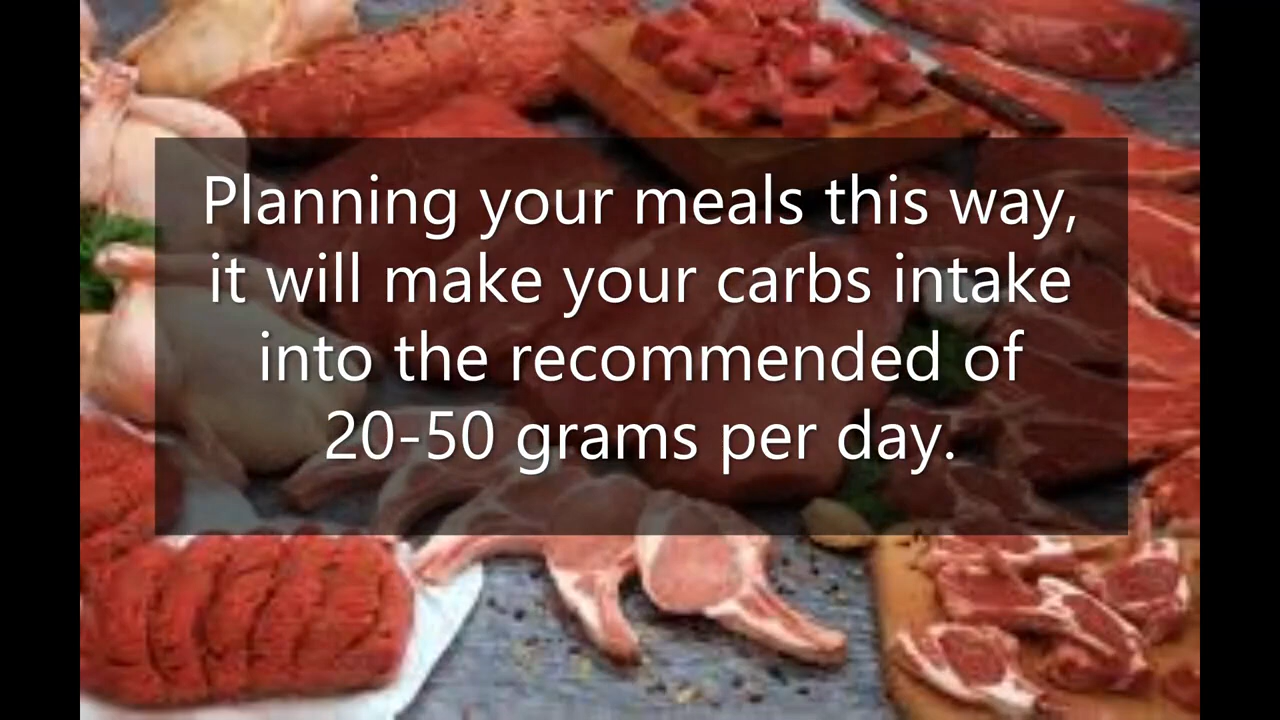 Planning your meals this way,
it will make your carbs intake
into the recommended of
20-50 grams per day.